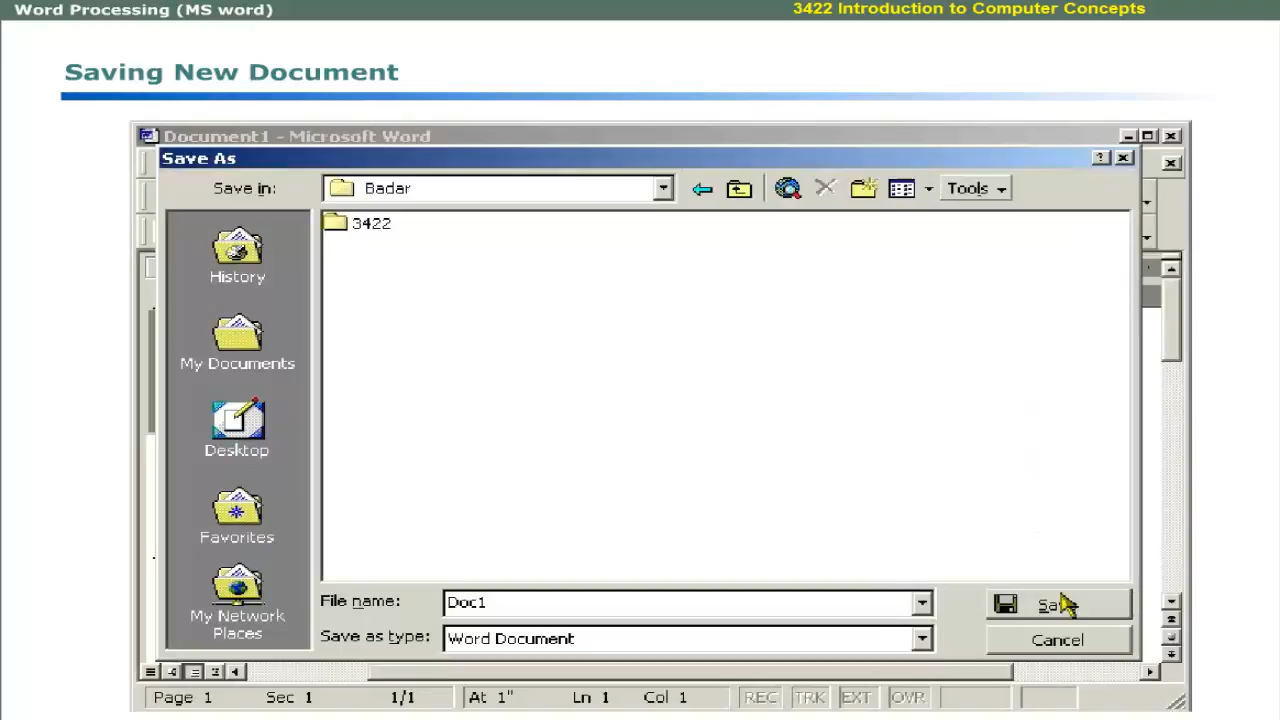 Word Processing (MS word)
3422 Introduction to Computer Concepts
Saving New Document
Document1 - Microsoft Word
Save As
Save in: Badar Tools
3422
History
My Documents
Desktop
Favorites
My Network
Places
File name: Doc1
Save as type: Word Document
Cancel
Page 1 Sec 1 1/1 At 1" Ln 1 Col 1 REC TRK EXT OVR